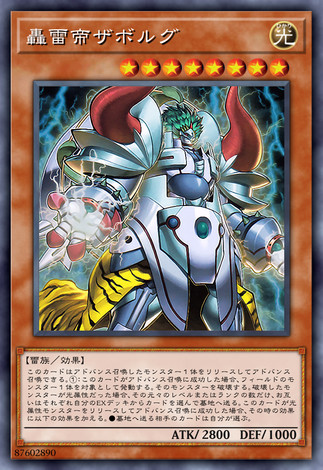 轟雷帝ザボルグ
光
【雷族/効果】
このカードはアドバンス召喚したモンスター1体をリリースしてアドバン
ス召喚できる。①:このカードがアドバンス召喚に成功した場合、フィールドのモ
ンスター1体を対象として発動する。そのモンスターを破壊する。破壊したモ
ンスターが光属性だった場合、その元々のレベルまたはランクの数だけ、お互
いはそれぞれ自分のEXデッキからカードを選んで墓地へ送る。このカードが光
属性モンスターをリリースしてアドバンス召喚に成功した場合、その時の効果
に以下の効果を加える。●墓地へ送る相手のカードは自分が選ぶ。
ATK/2800 DEF/1000
87602890